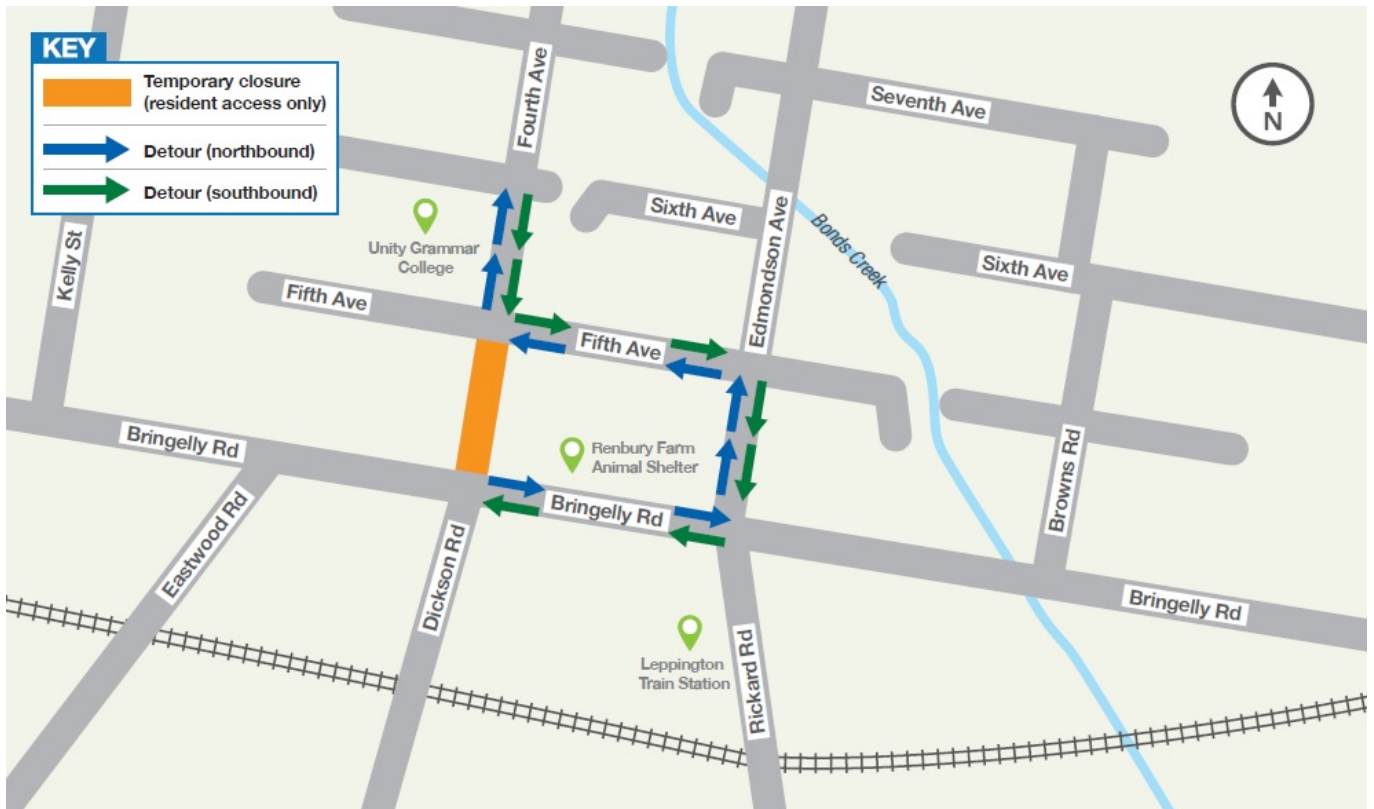 KEY
Temporary closure
(resident access only)
Detour (northbound)
Detour (southbound)
Fourth Ave
Seventh Ave
N
Sixth Ave
Edmondson Ave
Bonds Creek
Unity Grammar
College
Kelly St
Sixth Ave
Fifth Ave
Fifth Ave
Bringelly Rd
Renbury Farm
Animal Shelter
Browns Rd
Bringelly Rd
Eastwood Rd
Dickson Rd
Bringelly Rd
Leppington
Train Station
Rickard Rd